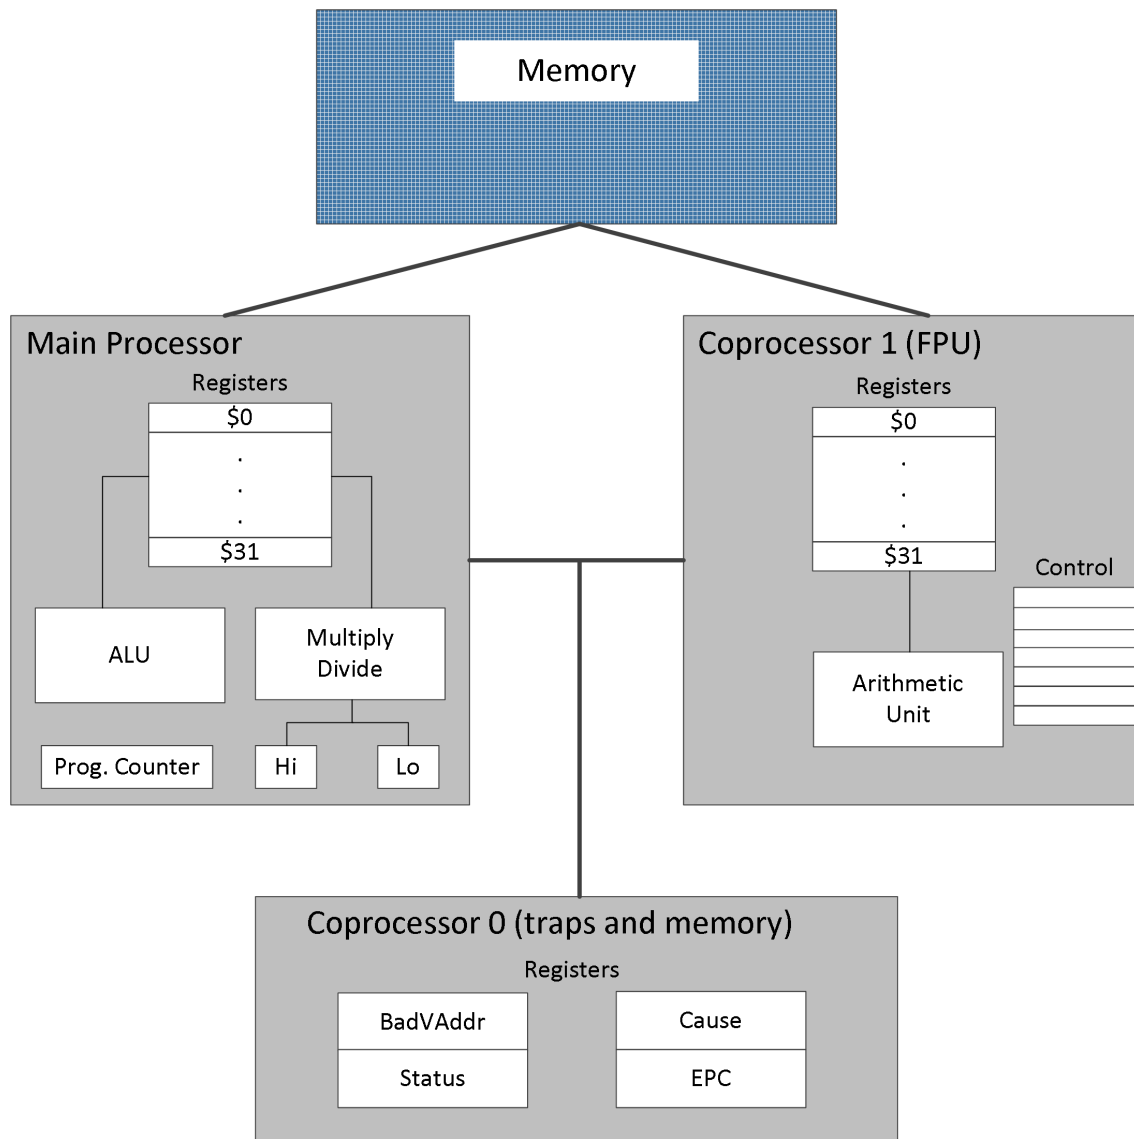 Memory
Main Processor
Registers
$0
.
.
.
$31
ALU
Multiply
Divide
Prog. Counter
Hi
Lo
Coprocessor 1 (FPU)
Registers
$0
.
.
.
$31
Control
Arithmetic
Unit
Coprocessor 0 (traps and memory)
Registers
BadVAddr
Status
Cause
EPC